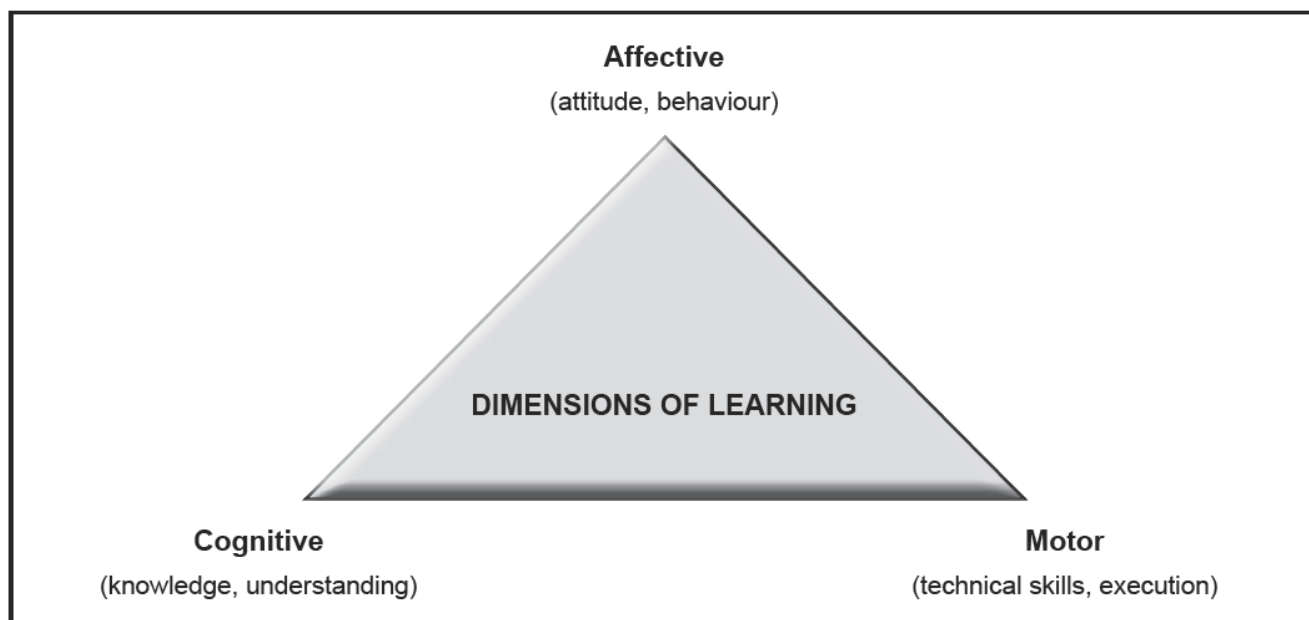 Affective
(attitude, behaviour)
DIMENSIONS OF LEARNING
Cognitive
(knowledge, understanding)
Motor
(technical skills, execution)